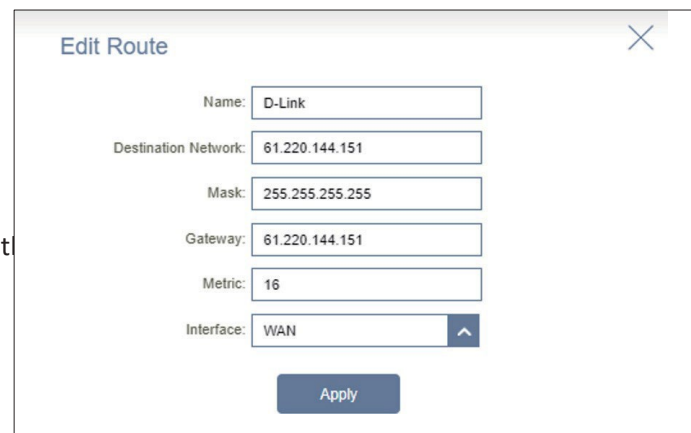 Edit Route
Name: D-Link
Destination Network: 61.220.144.151
Mask: 255.255.255.255
Gateway: 61.220.144.151
Metric: 16
Interface: WAN
Apply